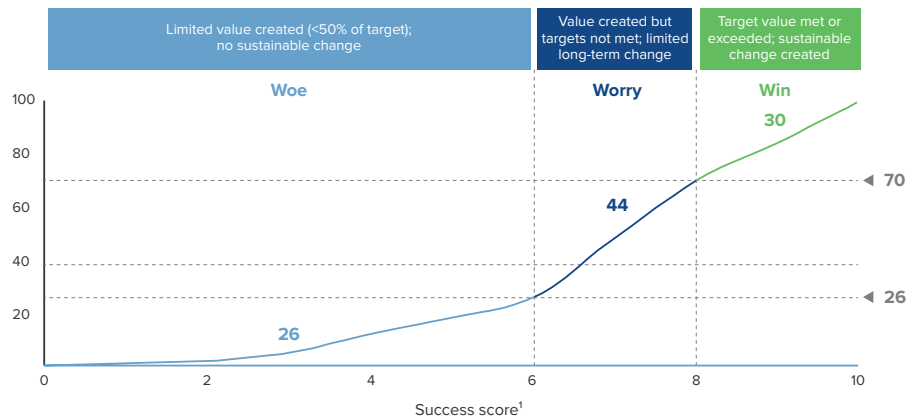 Limited value created (<50% of target);
no sustainable change
Value created but
targets not met; limited
long-term change
Target value met or
exceeded; sustainable
change created
Woe
Worry
Win
100
80
60
40
20
26
44
30
70
26
0
2
4
6
8
10
Success score¹